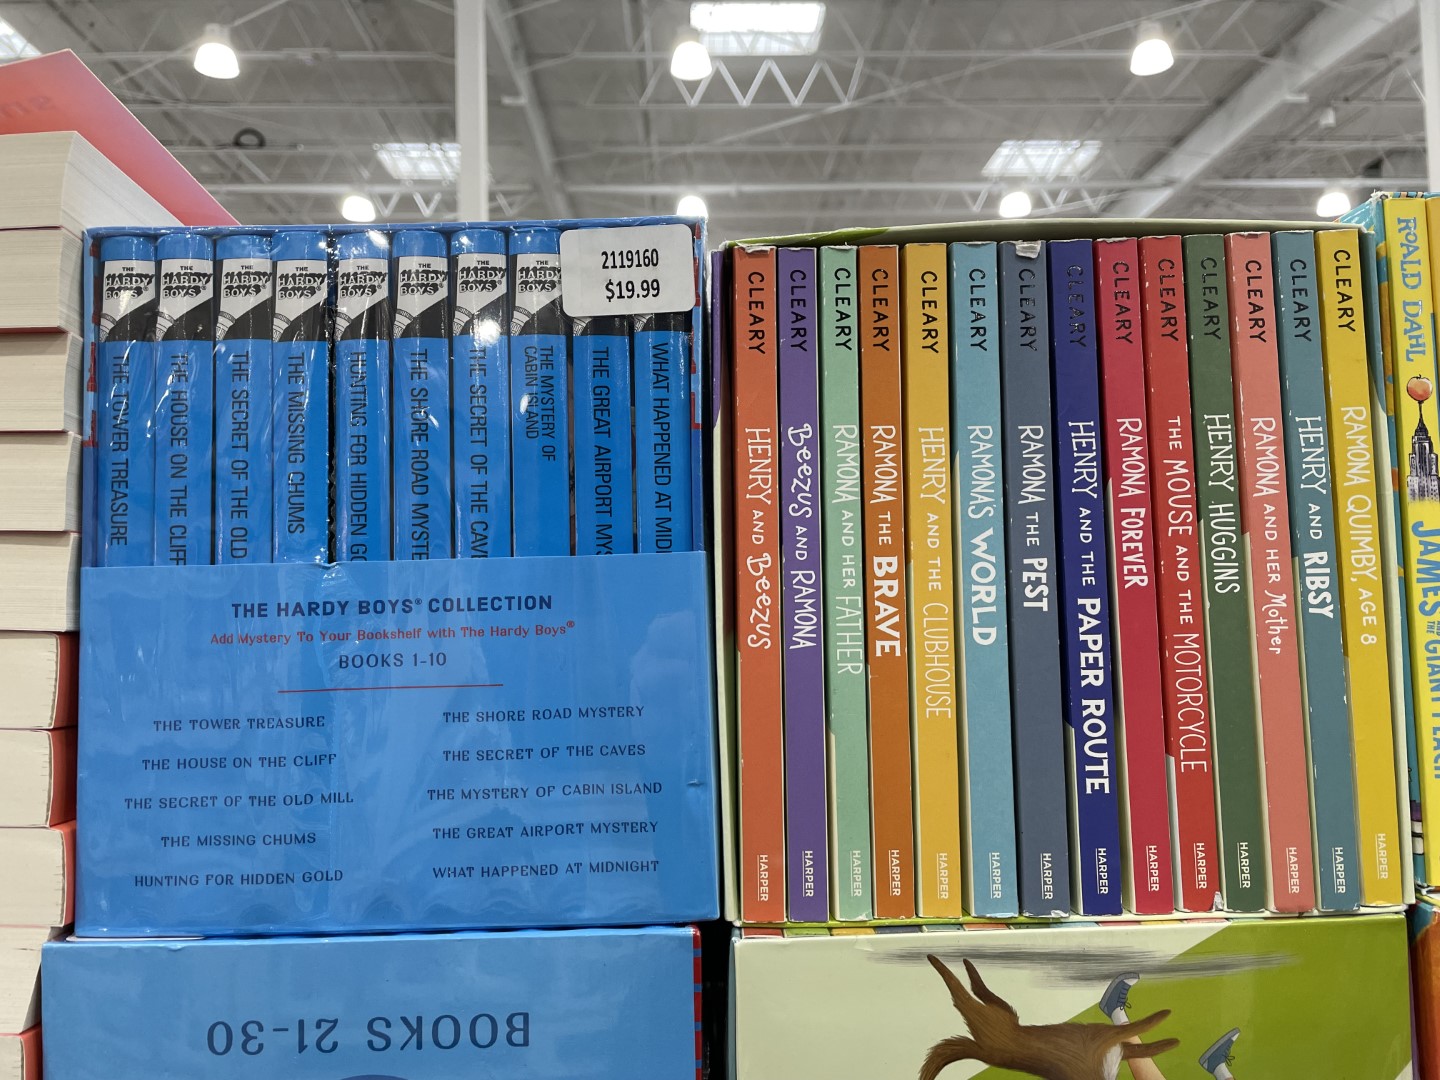 2119160
$19.99
THE HARDY BOYS THE TOWER TREASURE
THE HARDY BOYS THE HOUSE ON THE CLIFF
THE HARDY BOYS THE SECRET OF THE OLD
THE HARDY BOYS THE MISSING CHUMS
THE HARDY BOYS HUNTING FOR HIDDEN GO
THE HARDY BOYS THE SHORE ROAD MYSTE
THE HARDY BOYS THE SECRET OF THE CAVE
THE HARDY BOYS THE MYSTERY OF
CABIN ISLAND
THE GREAT AIRPORT MYS
WHAT HAPPENED AT MID
THE HARDY BOYS® COLLECTION
Add Mystery To Your Bookshelf with The Hardy Boys®
BOOKS 1-10
THE TOWER TREASURE
THE HOUSE ON THE CLIFF
THE SECRET OF THE OLD MILL
THE MISSING CHUMS
HUNTING FOR HIDDEN GOLD
THE SHORE ROAD MYSTERY
THE SECRET OF THE CAVES
THE MYSTERY OF CABIN ISLAND
THE GREAT AIRPORT MYSTERY
WHAT HAPPENED AT MIDNIGHT
BOOKS 21-30
CLEARY HENRY AND BEEZUS HARPER
CLEARY BEEZUS AND RAMONA HARPER
CLEARY RAMONA AND HER FATHER HARPER
CLEARY RAMONA THE BRAVE HARPER
CLEARY HENRY AND THE CLUBHOUSE HARPER
CLEARY RAMONA'S WORLD HARPER
CLEARY RAMONA THE PEST HARPER
CLEARY HENRY AND THE PAPER ROUTE HARPER
CLEARY RAMONA FOREVER HARPER
CLEARY THE MOUSE AND THE MOTORCYCLE HARPER
CLEARY HENRY HUGGINS HARPER
CLEARY RAMONA AND HER Mother HARPER
CLEARY HENRY AND RIBSY HARPER
CLEARY RAMONA QUIMBY, AGE 8 HARPER
ROALD DAHL JAMES AND THE GIANT PEACH